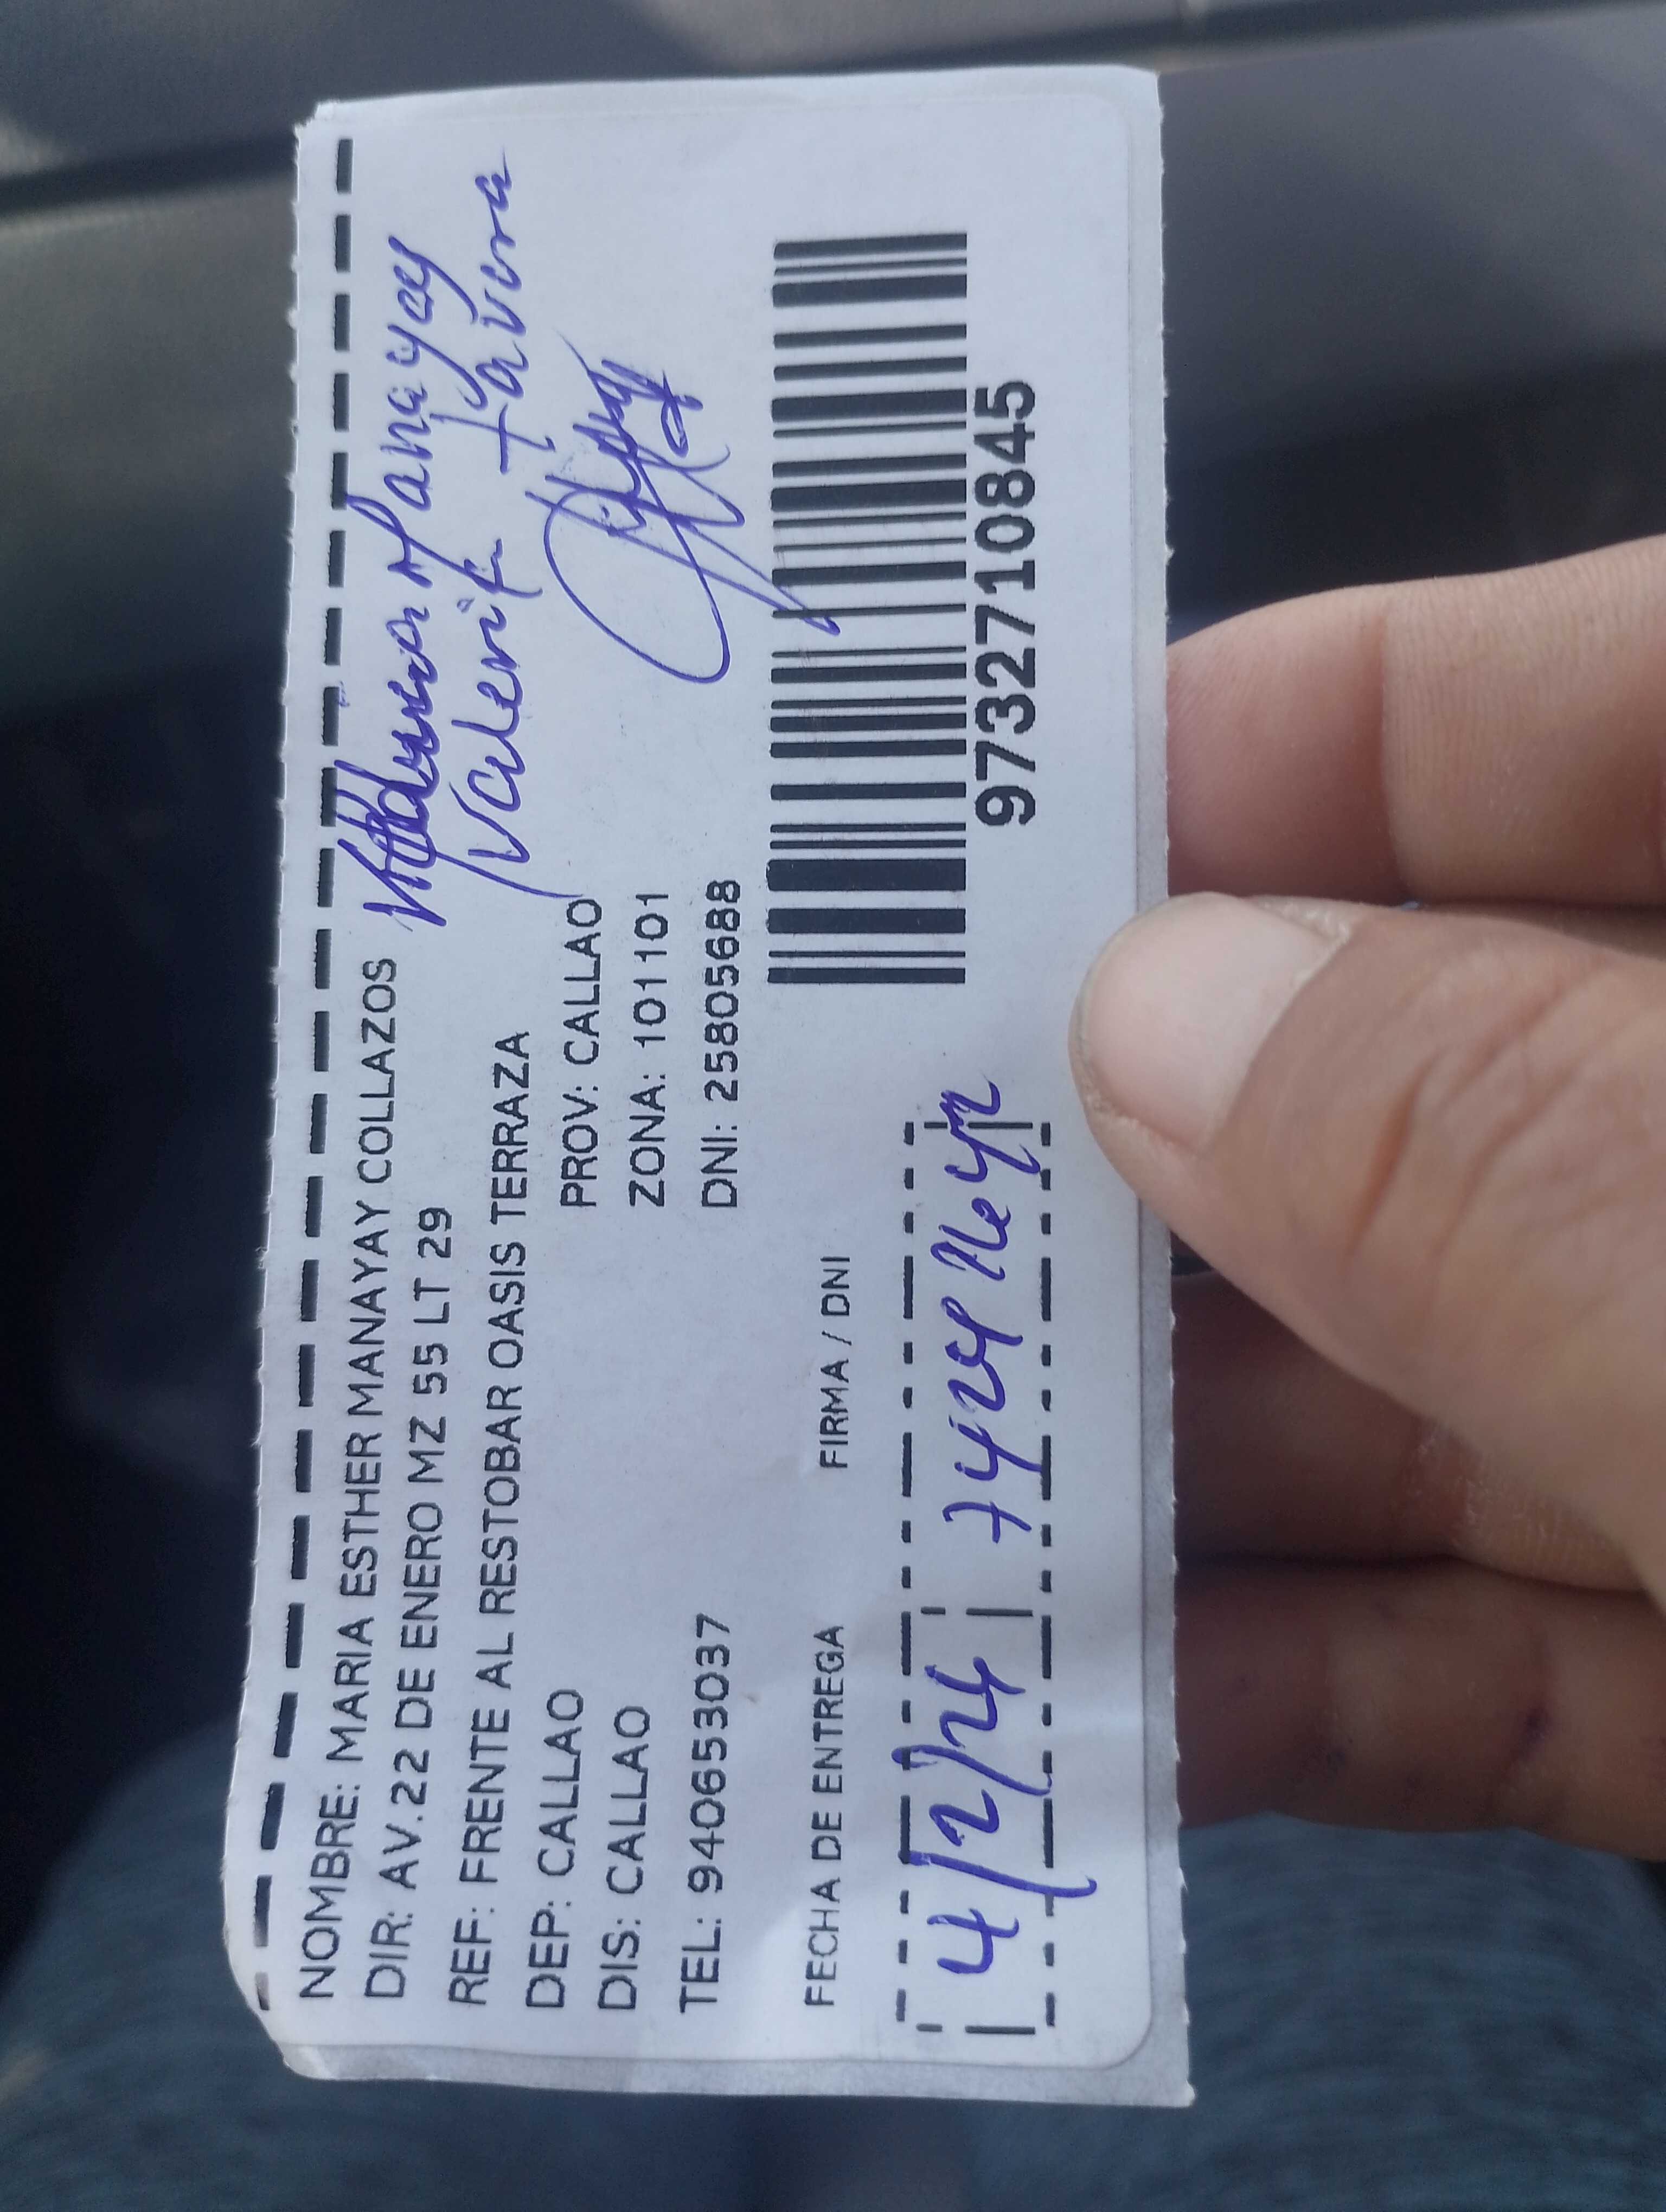 NOMBRE: MARIA ESTHER MANAYAY COLLAZOS
DIR: AV.22 DE ENERO MZ 55 LT 29
REF: FRENTE AL RESTOBAR OASIS TERRAZA
DEP: CALLAO PROV: CALLAO
DIS: CALLAO ZONA: 101101
TEL: 940653037 DNI: 25805688
Manayay
Tavara
FECHA DE ENTREGA FIRMA / DNI
4/2/24
9732710845